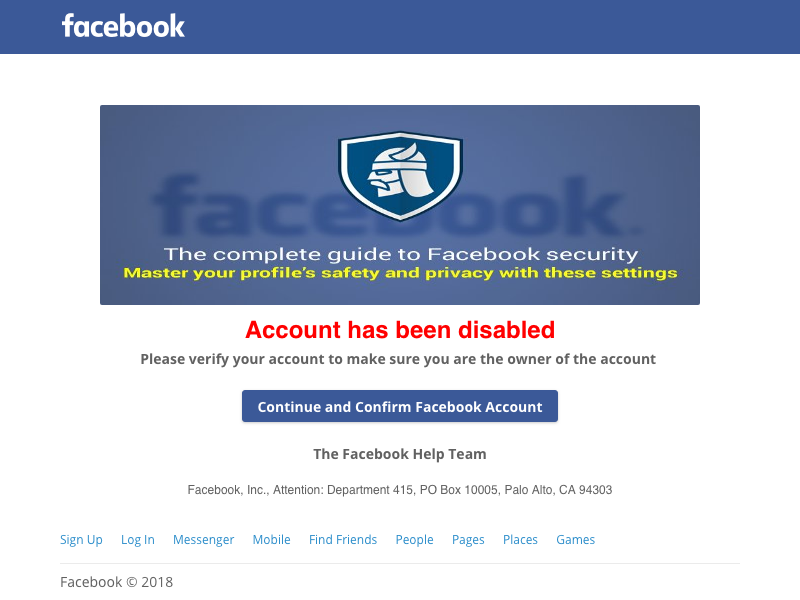 facebook
facebook.
The complete guide to Facebook security
Master your profile's safety and privacy with these settings
Account has been disabled
Please verify your account to make sure you are the owner of the account
Continue and Confirm Facebook Account
The Facebook Help Team
Facebook, Inc., Attention: Department 415, PO Box 10005, Palo Alto, CA 94303
Sign Up Log In Messenger Mobile Find Friends People Pages Places Games
Facebook © 2018